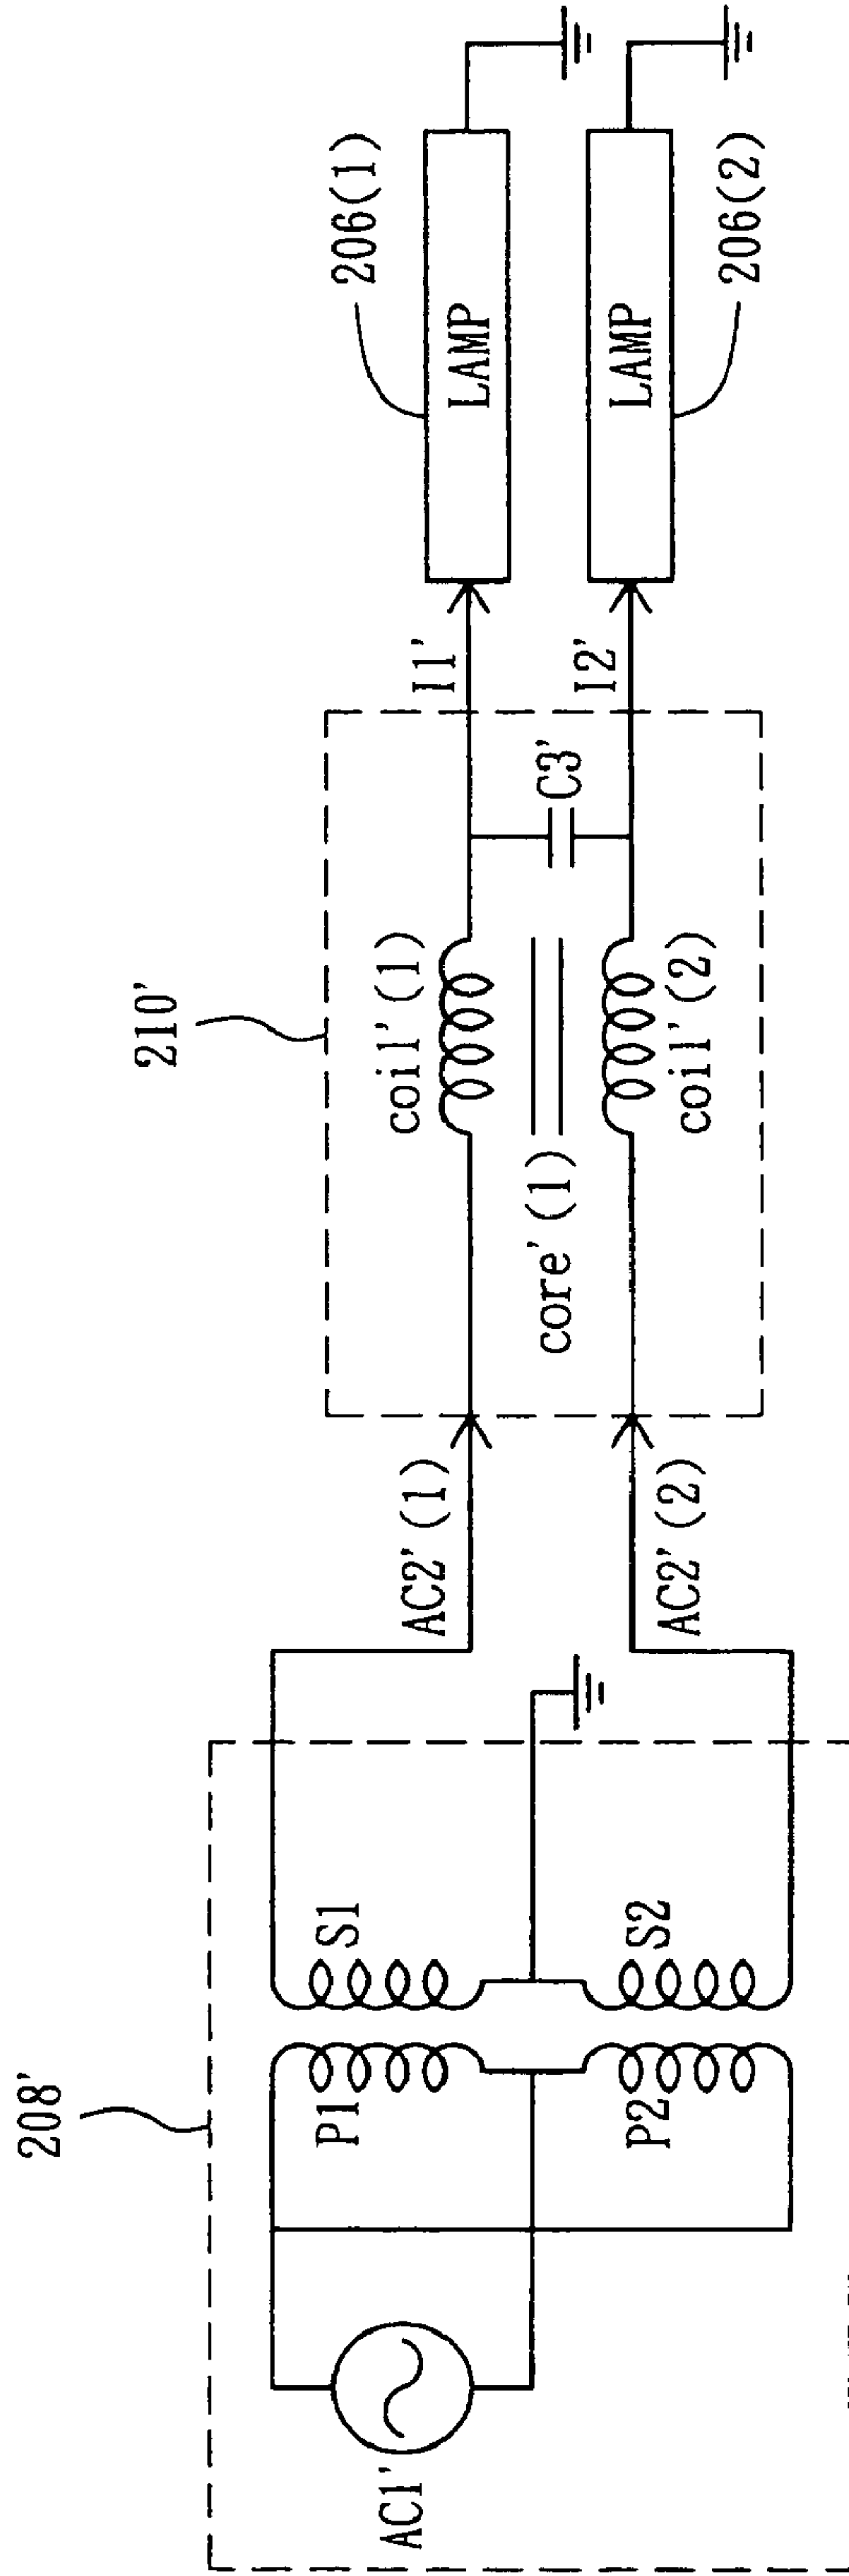 208'
AC1'
P1
S1
P2
S2
AC2'(1)
AC2'(2)
210'
coil'(1)
core'(1)
coil'(2)
C3'
I1'
I2'
LAMP
206(1)
LAMP
206(2)